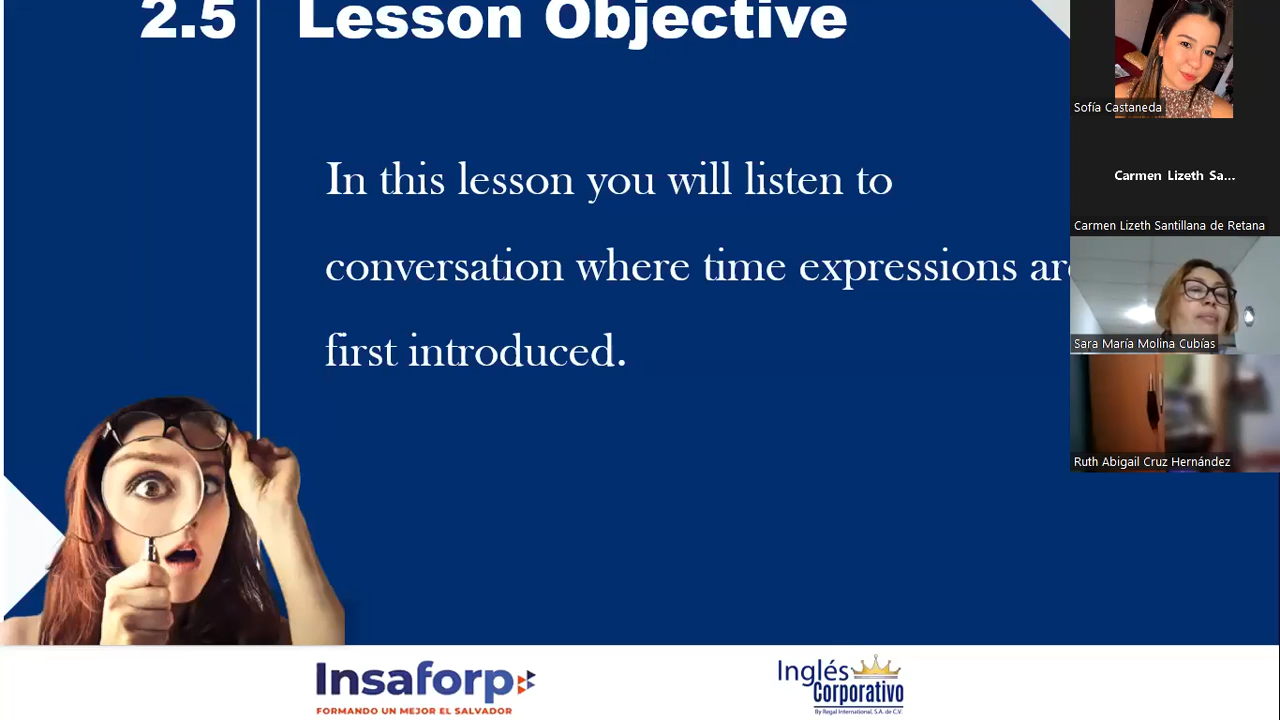 2.5 Lesson Objective
In this lesson you will listen to
conversation where time expressions are
first introduced.
Sofía Castaneda
Carmen Lizeth Sa...
Carmen Lizeth Santillana de Retana
Sara María Molina Cubías
Ruth Abigail Cruz Hernández
Insaforp
FORMANDO UN MEJOR EL SALVADOR
Inglés
Corporativo
By Regal International, S.A. de C.V.